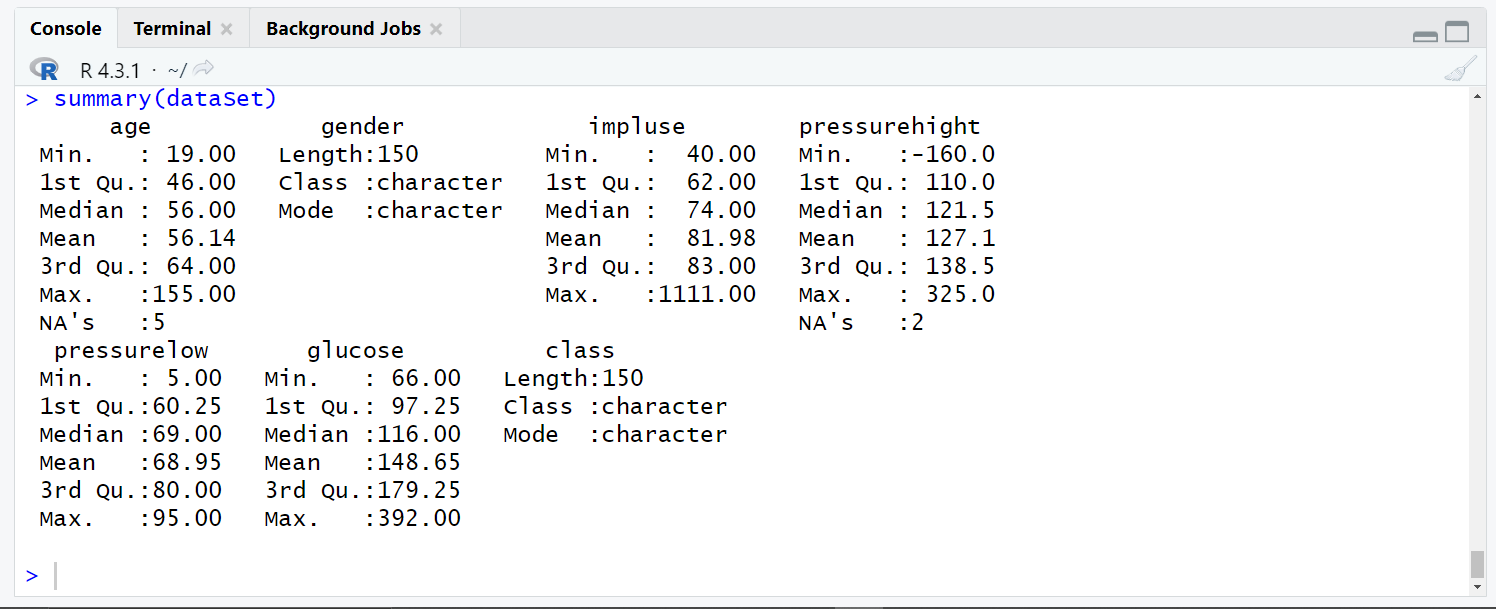 Console Terminal Background Jobs
R R 4.3.1 · ~/
> summary(dataSet)
      age            gender             impluse        pressurehight   
 Min.   : 19.00   Length:150         Min.   :  40.00   Min.   :-160.0  
 1st Qu.: 46.00   Class :character   1st Qu.:  62.00   1st Qu.: 110.0  
 Median : 56.00   Mode  :character   Median :  74.00   Median : 121.5  
 Mean   : 56.14                      Mean   :  81.98   Mean   : 127.1  
 3rd Qu.: 64.00                      3rd Qu.:  83.00   3rd Qu.: 138.5  
 Max.   :155.00                      Max.   :1111.00   Max.   : 325.0  
 NA's   :5                                             NA's   :2       
  pressurelow       glucose          class          
 Min.   : 5.00   Min.   : 66.00   Length:150        
 1st Qu.:60.25   1st Qu.: 97.25   Class :character  
 Median :69.00   Median :116.00   Mode  :character  
 Mean   :68.95   Mean   :148.65                     
 3rd Qu.:80.00   3rd Qu.:179.25                     
 Max.   :95.00   Max.   :392.00                     
>